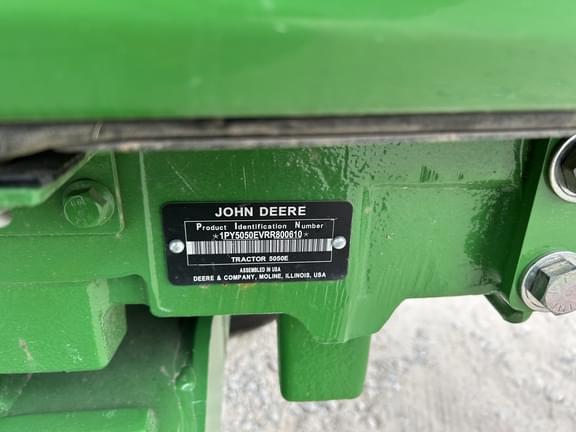 JOHN DEERE
Product Identification Number
*1PY5050EVRR800610*
TRACTOR 5050E
ASSEMBLED IN USA
DEERE & COMPANY, MOLINE, ILLINOIS, USA